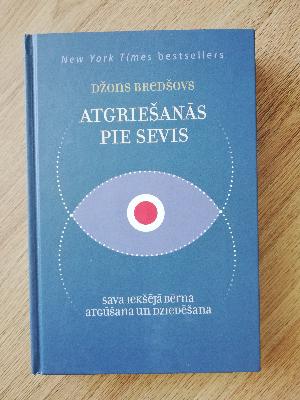 New York Times bestsellers
DŽONS BREDŠOVS
ATGRIEŠANĀS
PIE SEVIS
SAVA IEKŠĒJĀ BĒRNA
ATGŪŠANA UN DZIEDĒŠANA